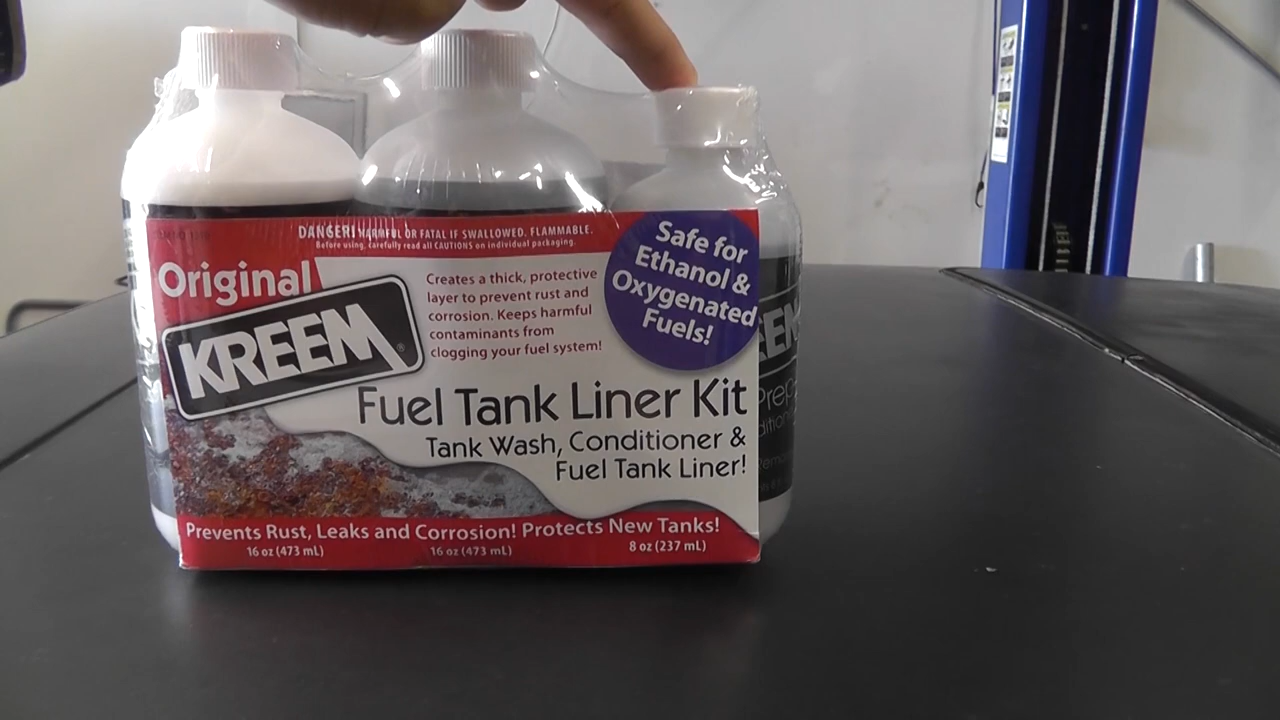 DANGER! HARMFUL OR FATAL IF SWALLOWED. FLAMMABLE.
Before using, carefully read all CAUTIONS on individual packaging.
Original
KREEM®
Creates a thick, protective
layer to prevent rust and
corrosion. Keeps harmful
contaminants from
clogging your fuel system!
Safe for
Ethanol &
Oxygenated
Fuels!
Fuel Tank Liner Kit
Tank Wash, Conditioner &
Fuel Tank Liner!
Prevents Rust, Leaks and Corrosion! Protects New Tanks!
16 oz (473 mL)
16 oz (473 mL)
8 oz (237 mL)
Prep